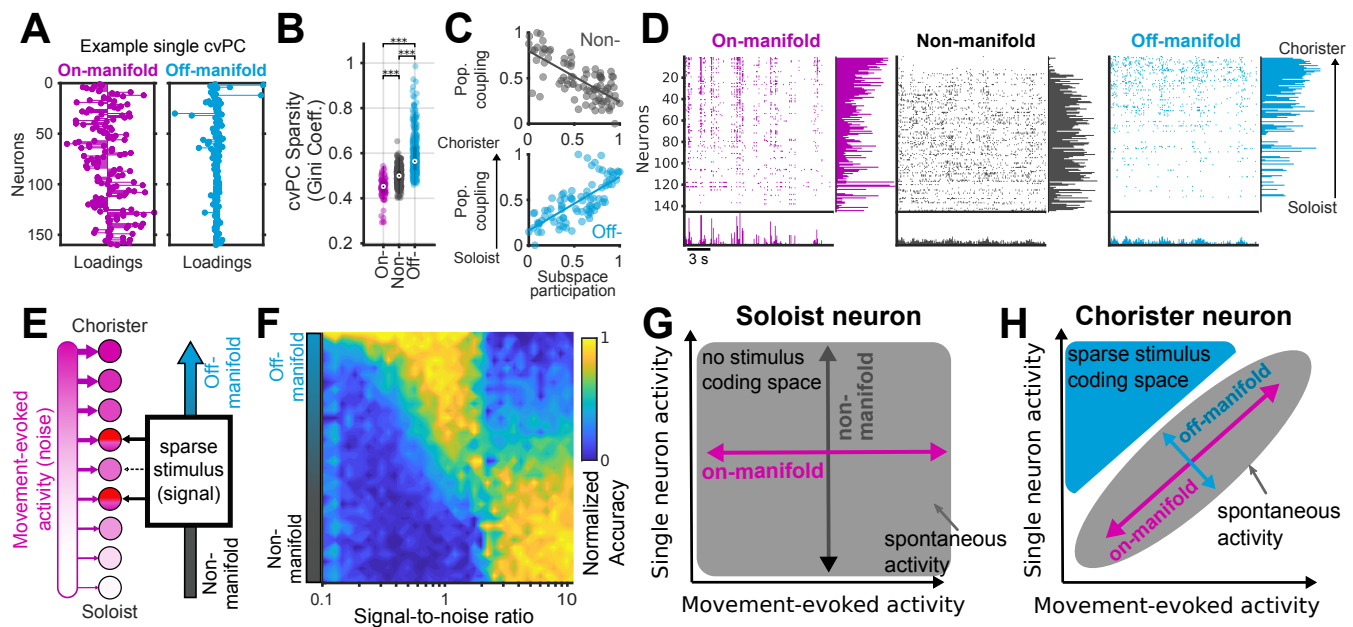 A
Example single cvPC
On-manifold
Off-manifold
0
50
100
150
Neurons
Loadings
Loadings
B
***
***
***
1
0.8
0.6
0.4
0.2
cvPC Sparsity
(Gini Coeff.)
On-
Non-
Off-
C
1
0.5
0
Pop.
coupling
Non-
Chorister
1
0.5
0
Pop.
coupling
Off-
Soloist
0
0.5
1
Subspace
participation
D
On-manifold
Non-manifold
Off-manifold
Chorister
20
40
60
80
100
120
140
Neurons
Soloist
3 s
E
Chorister
Movement-evoked
activity (noise)
Off-
manifold
sparse
stimulus
(signal)
Non-
manifold
Soloist
F
Off-
manifold
Non-
manifold
0.1
1
10
Signal-to-noise ratio
1
0
Normalized
Accuracy
G
Soloist neuron
no stimulus
coding space
non-
manifold
on-manifold
spontaneous
activity
Single neuron activity
Movement-evoked activity
H
Chorister neuron
sparse stimulus
coding space
off-manifold
on-manifold
spontaneous
activity
Single neuron activity
Movement-evoked activity